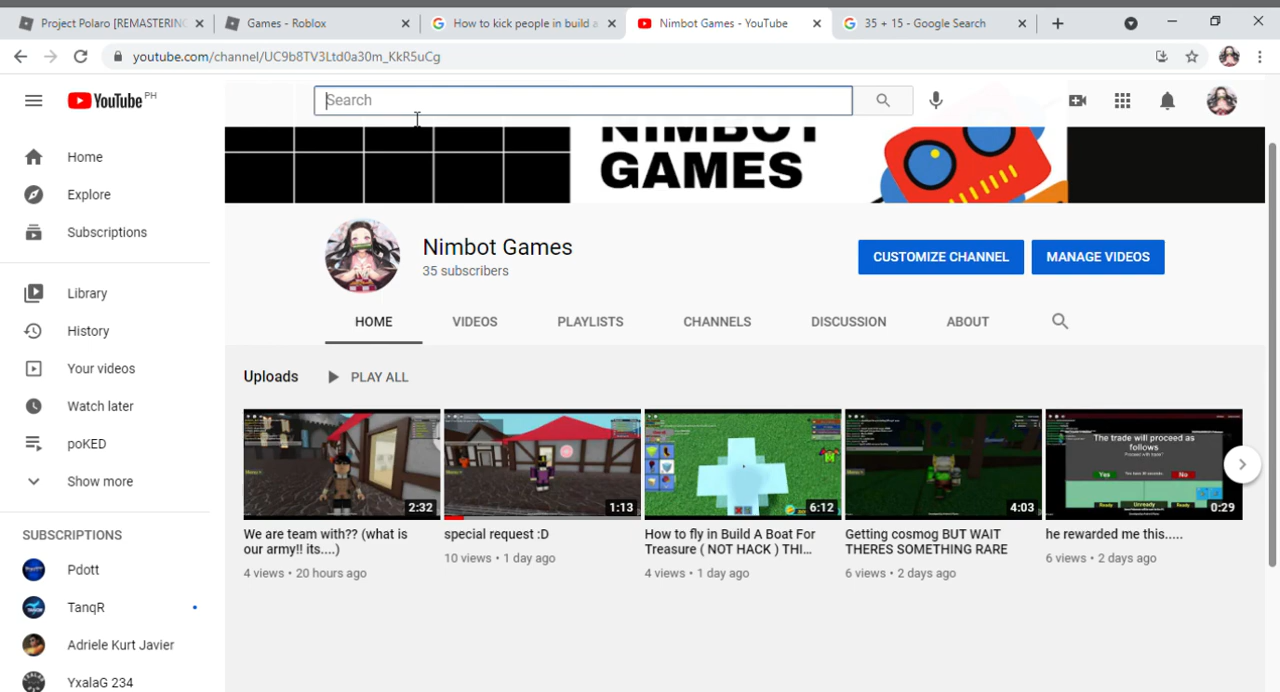 Project Polaro [REMASTERING
Games - Roblox
How to kick people in build a
Nimbot Games - YouTube
35 + 15 - Google Search
youtube.com/channel/UC9b8TV3Ltd0a30m_KkR5uCg
YouTube PH
Search
NIMBOT
GAMES
Home
Explore
Subscriptions
Library
History
Your videos
Watch later
poKED
Show more
SUBSCRIPTIONS
Pdott
TanqR
Adriele Kurt Javier
YxalaG 234
Nimbot Games
35 subscribers
CUSTOMIZE CHANNEL
MANAGE VIDEOS
HOME
VIDEOS
PLAYLISTS
CHANNELS
DISCUSSION
ABOUT
Uploads
PLAY ALL
2:32
We are team with?? (what is
our army!! its....)
4 views • 20 hours ago
1:13
special request :D
10 views • 1 day ago
6:12
How to fly in Build A Boat For
Treasure ( NOT HACK ) THI...
4 views • 1 day ago
4:03
Getting cosmog BUT WAIT
THERES SOMETHING RARE
6 views • 2 days ago
The trade will proceed as
follows
Yes
No
Ready
Unready
Ready
0:29
he rewarded me this.....
6 views • 2 days ago